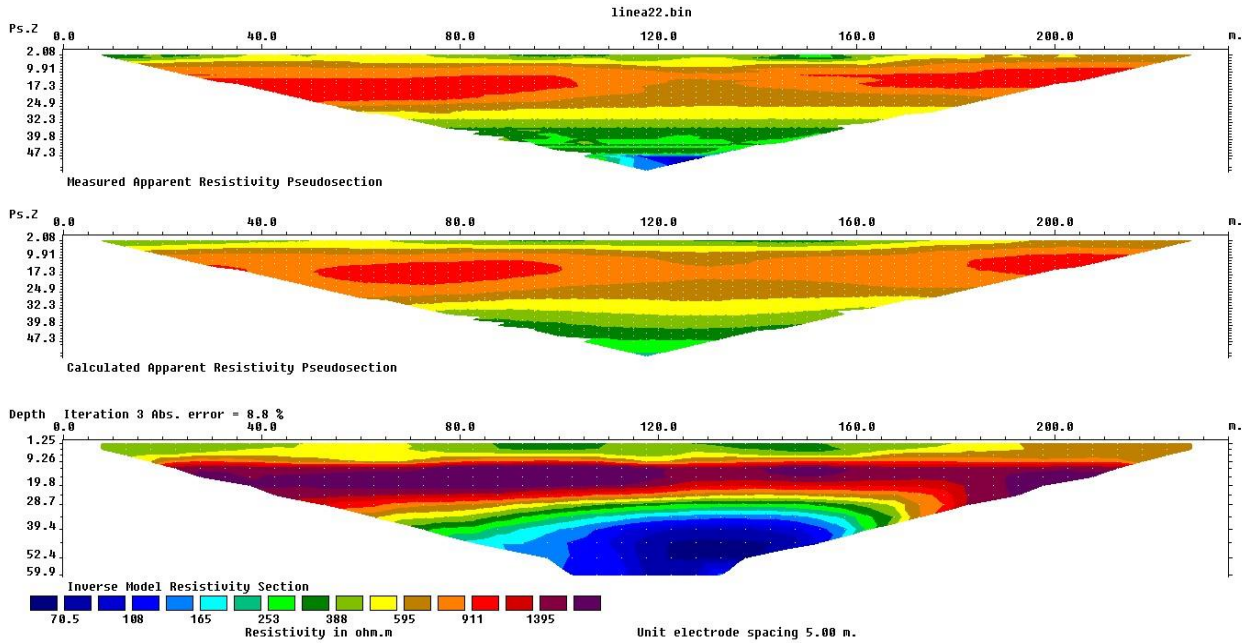 linea22.bin
Ps.Z 0.0 40.0 80.0 120.0 160.0 200.0 m.
2.08
9.91
17.3
24.9
32.3
39.8
47.3
Measured Apparent Resistivity Pseudosection
Ps.Z 0.0 40.0 80.0 120.0 160.0 200.0 m.
2.08
9.91
17.3
24.9
32.3
39.8
47.3
Calculated Apparent Resistivity Pseudosection
Depth Iteration 3 Abs. error = 8.8 %
0.0 40.0 80.0 120.0 160.0 200.0 m.
1.25
9.26
19.8
28.7
39.4
52.4
59.9
Inverse Model Resistivity Section
70.5 108 165 253 388 595 911 1395
Resistivity in ohm.m Unit electrode spacing 5.00 m.